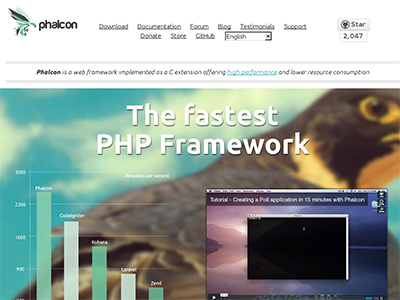 phalcon
Download Documentation Forum Blog Testimonials Support
Donate Store GitHub English
Star
2,047
Phalcon is a web framework implemented as a C extension offering high performance and lower resource consumption
The fastest
PHP Framework
Requests per second
3000
Phalcon
2100
CodeIgniter
1600
Kohana
900
Laravel
Zend
300
Tutorial - Creating a Poll application in 15 minutes with Phalcon